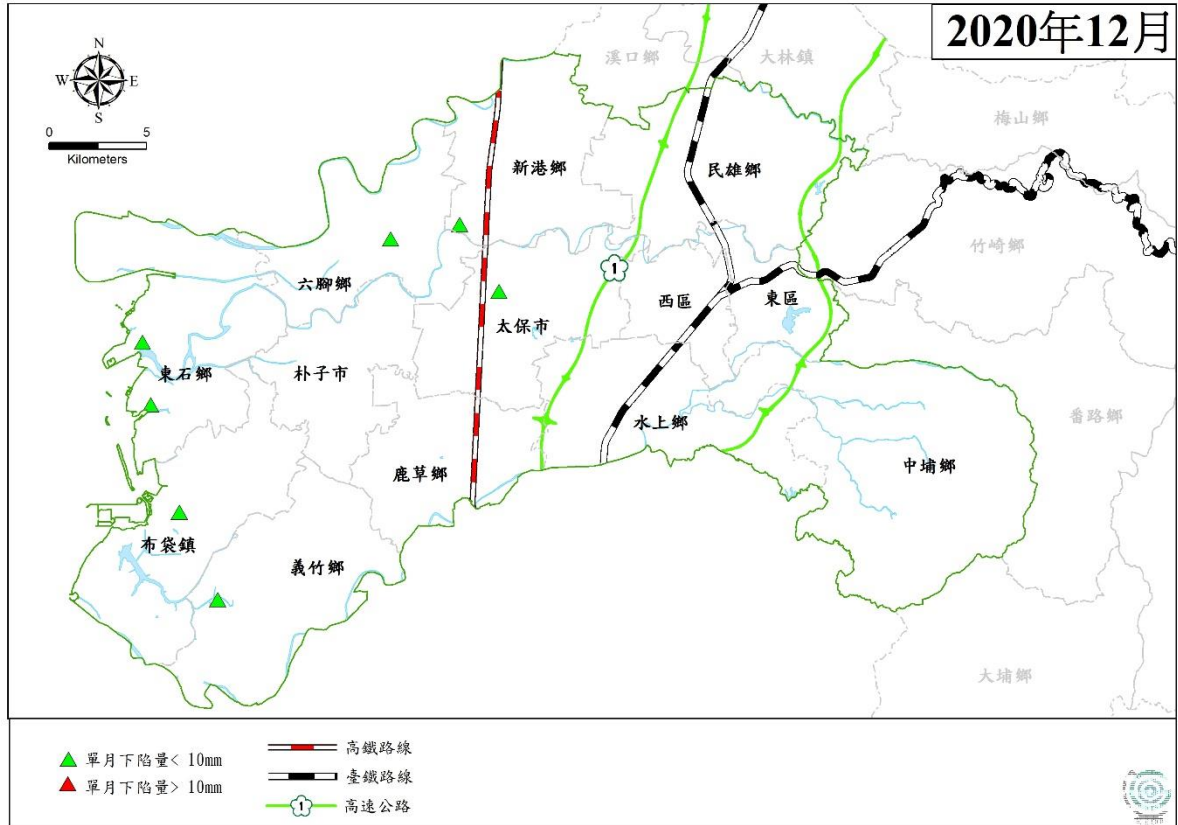 2020年12月
N
W
E
S
0
5
Kilometers
溪口鄉
大林鎮
梅山鄉
新港鄉
民雄鄉
竹崎鄉
六腳鄉
1
西區
東區
太保市
東石鄉
朴子市
水上鄉
番路鄉
鹿草鄉
中埔鄉
布袋鎮
義竹鄉
大埔鄉
單月下陷量< 10mm
單月下陷量> 10mm
高鐵路線
臺鐵路線
1
高速公路